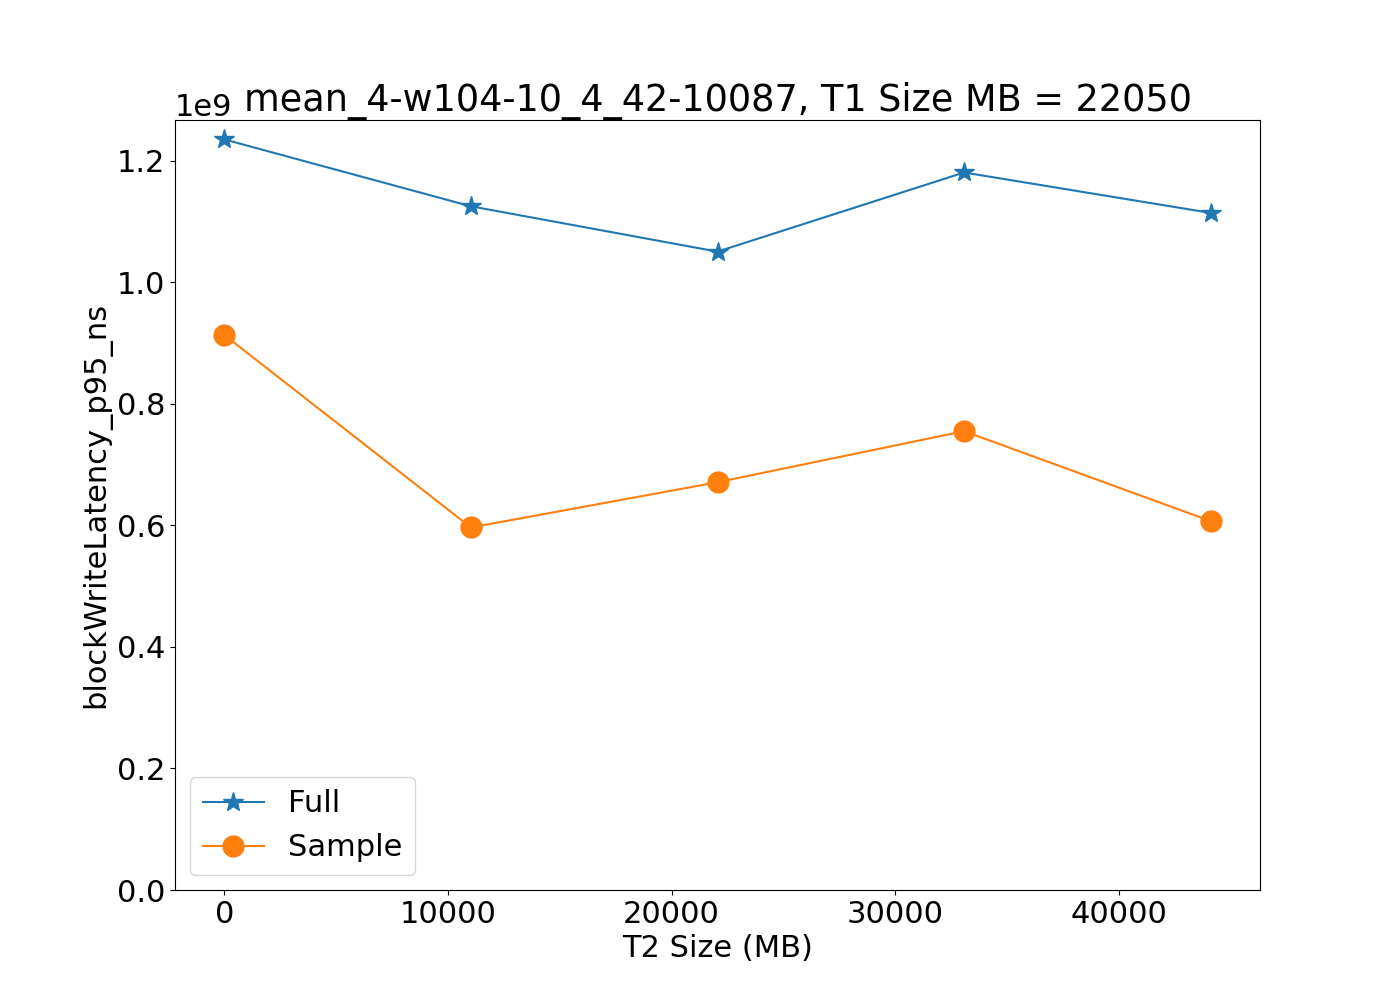 1e9
mean_4-w104-10_4_42-10087, T1 Size MB = 22050
blockWriteLatency_p95_ns
1.2
1.0
0.8
0.6
0.4
0.2
0.0
Full
Sample
0 10000 20000 30000 40000
T2 Size (MB)